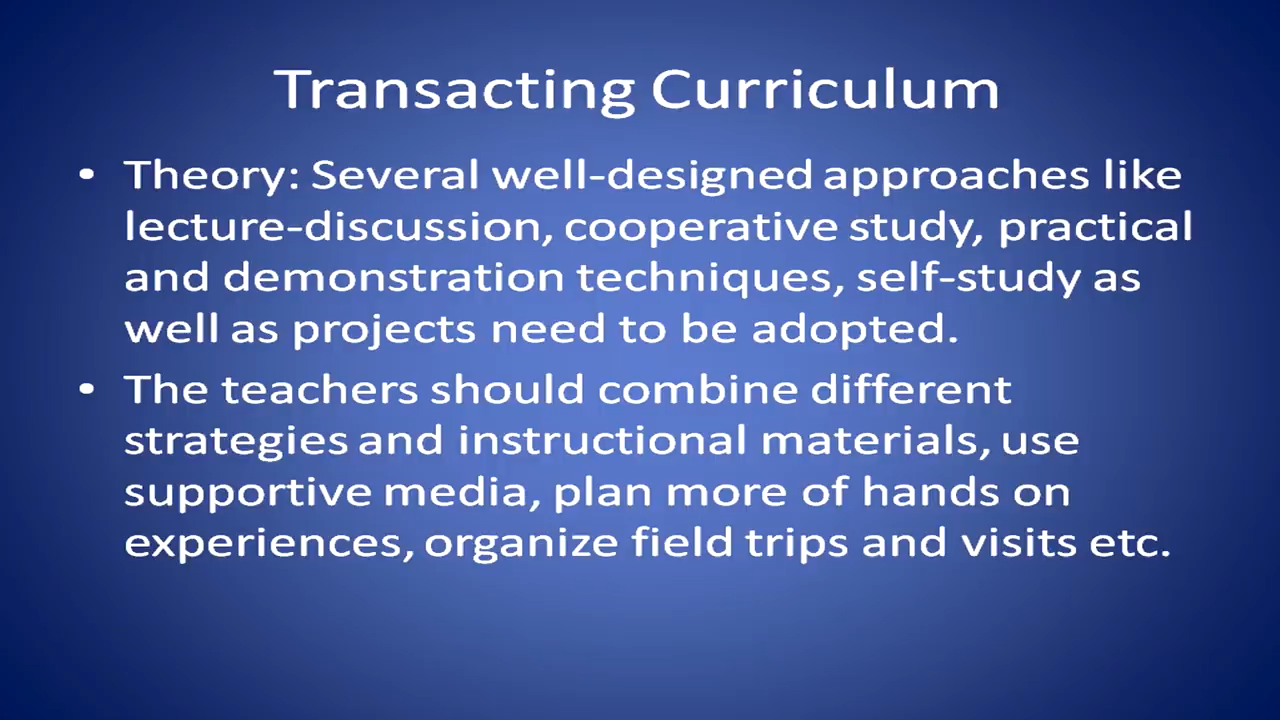 Transacting Curriculum
• Theory: Several well-designed approaches like
lecture-discussion, cooperative study, practical
and demonstration techniques, self-study as
well as projects need to be adopted.
• The teachers should combine different
strategies and instructional materials, use
supportive media, plan more of hands on
experiences, organize field trips and visits etc.